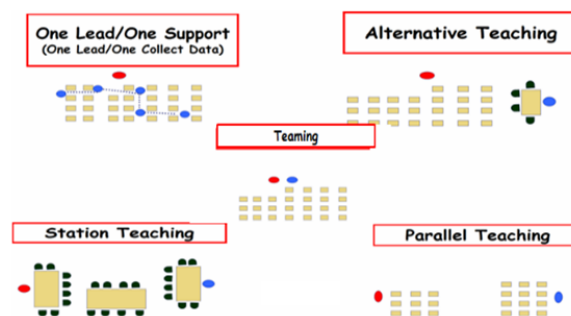 One Lead/One Support
(One Lead/One Collect Data)
Alternative Teaching
Teaming
Station Teaching
Parallel Teaching